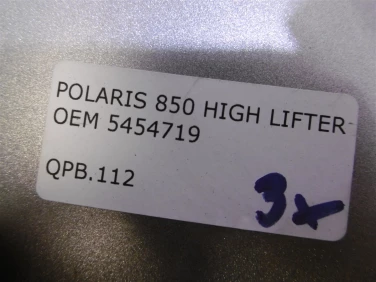 POLARIS 850 HIGH LIFTER
OEM 5454719
QPB.112
3x